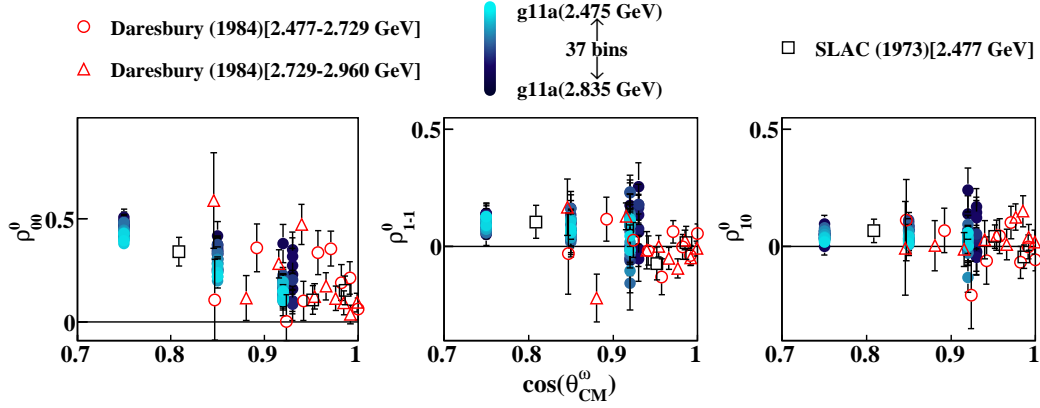 Daresbury (1984)[2.477-2.729 GeV]
Daresbury (1984)[2.729-2.960 GeV]
g11a(2.475 GeV)
37 bins
g11a(2.835 GeV)
SLAC (1973)[2.477 GeV]
ρ⁰₀₀
0.5
0
0.7 0.8 0.9 1
ρ⁰₁₋₁
0.5
0
0.7 0.8 0.9 1
ρ⁰₁₀
0.5
0
0.7 0.8 0.9 1
cos(θ^ω_CM)